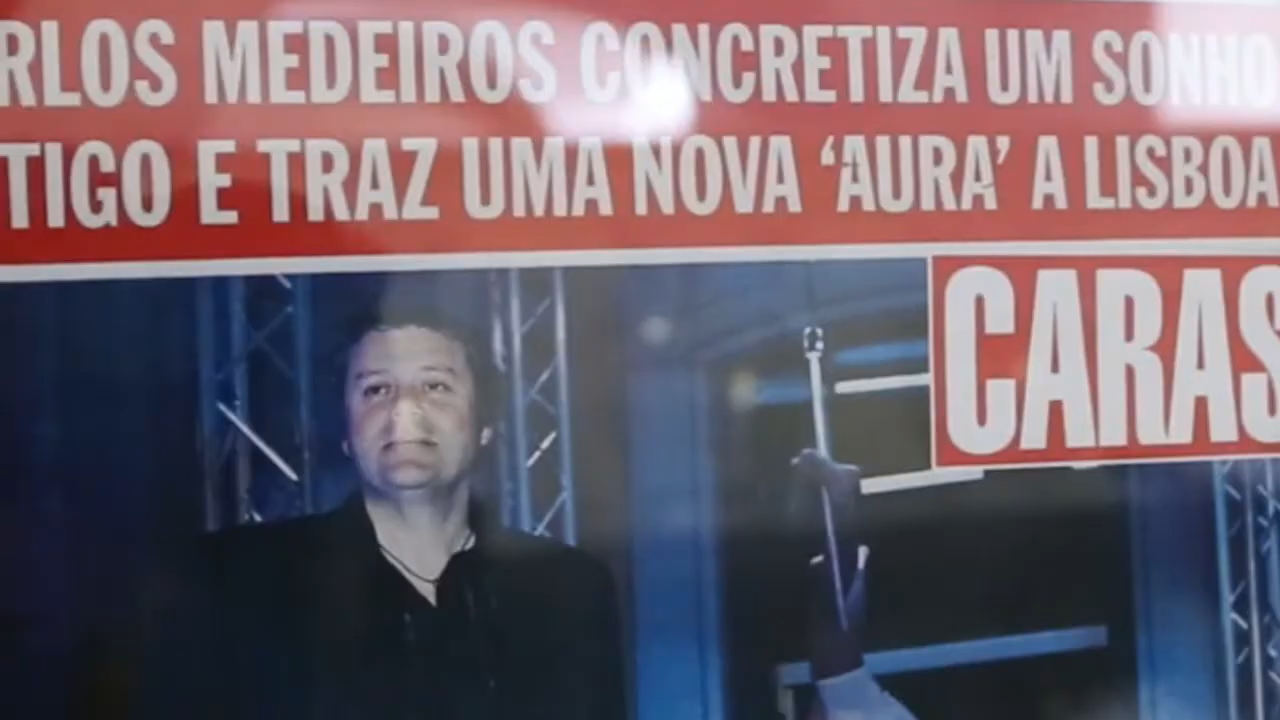 RLOS MEDEIROS CONCRETIZA UM SONHO
TIGO E TRAZ UMA NOVA ‘AURA’ A LISBOA
CARAS